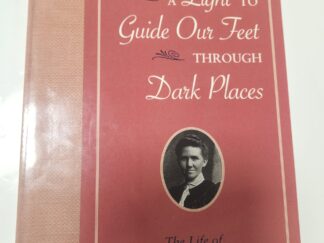 A Light to
Guide Our Feet
THROUGH
Dark Places
The Life of